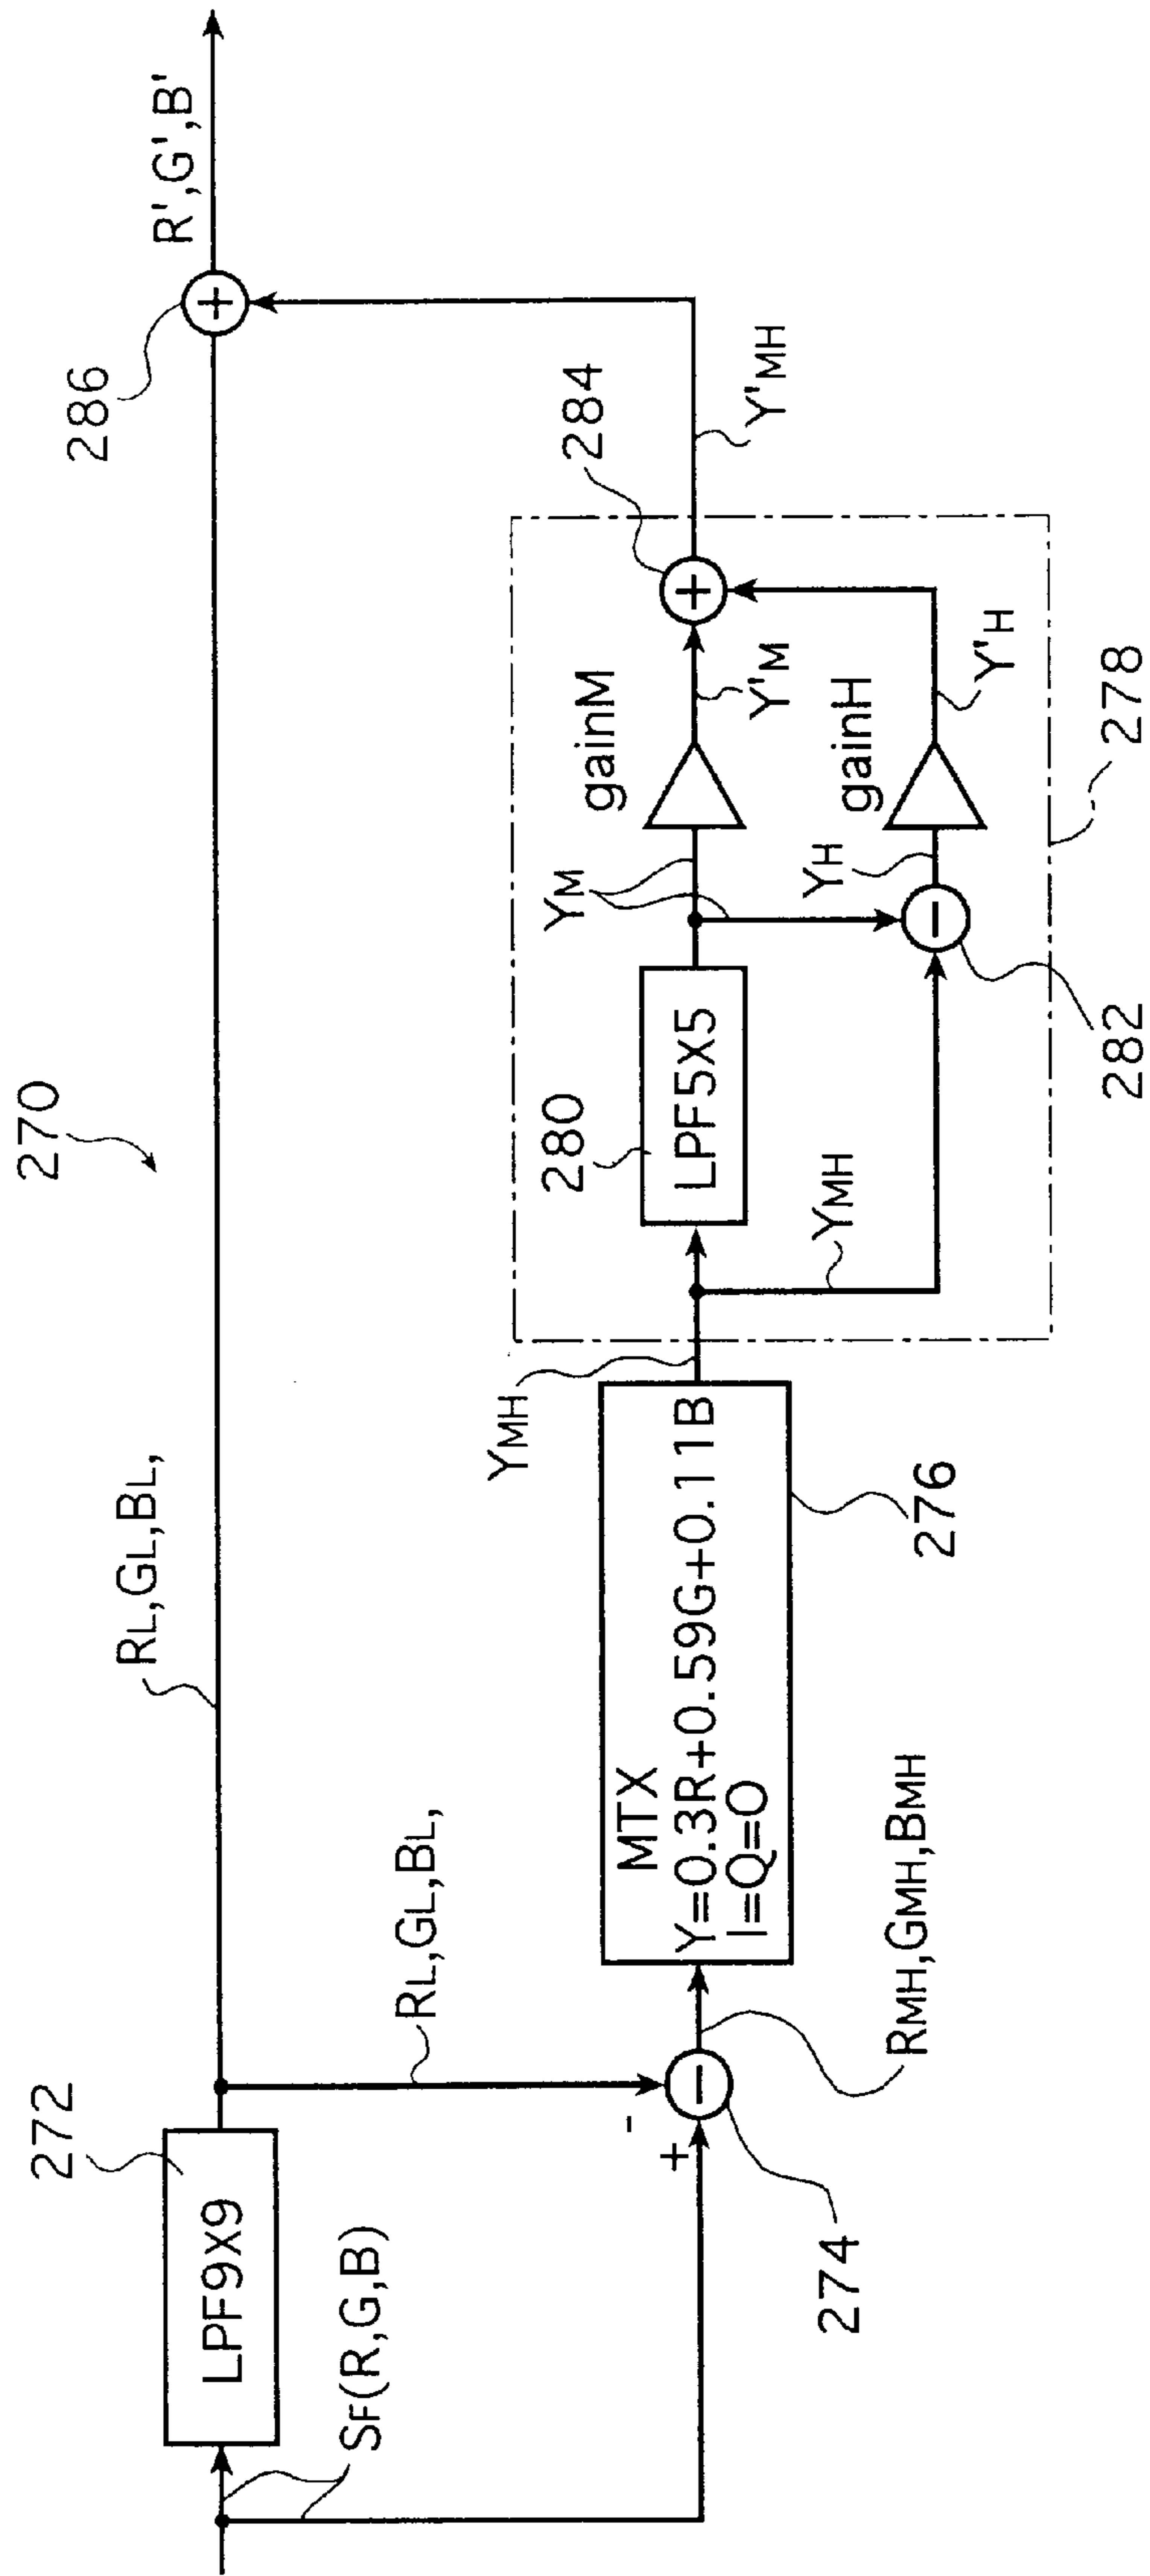 270
272
LPF9X9
SF(R,G,B)
RL,GL,BL,
RL,GL,BL,
286
R',G',B'
-
+
−
274
RMH,GMH,BMH
MTX
Y=0.3R+0.59G+0.11B
I=Q=O
276
YMH
280
LPF5X5
YMH
YM
gainM
Y'M
284
+
Y'MH
−
282
YH
gainH
Y'H
278
+